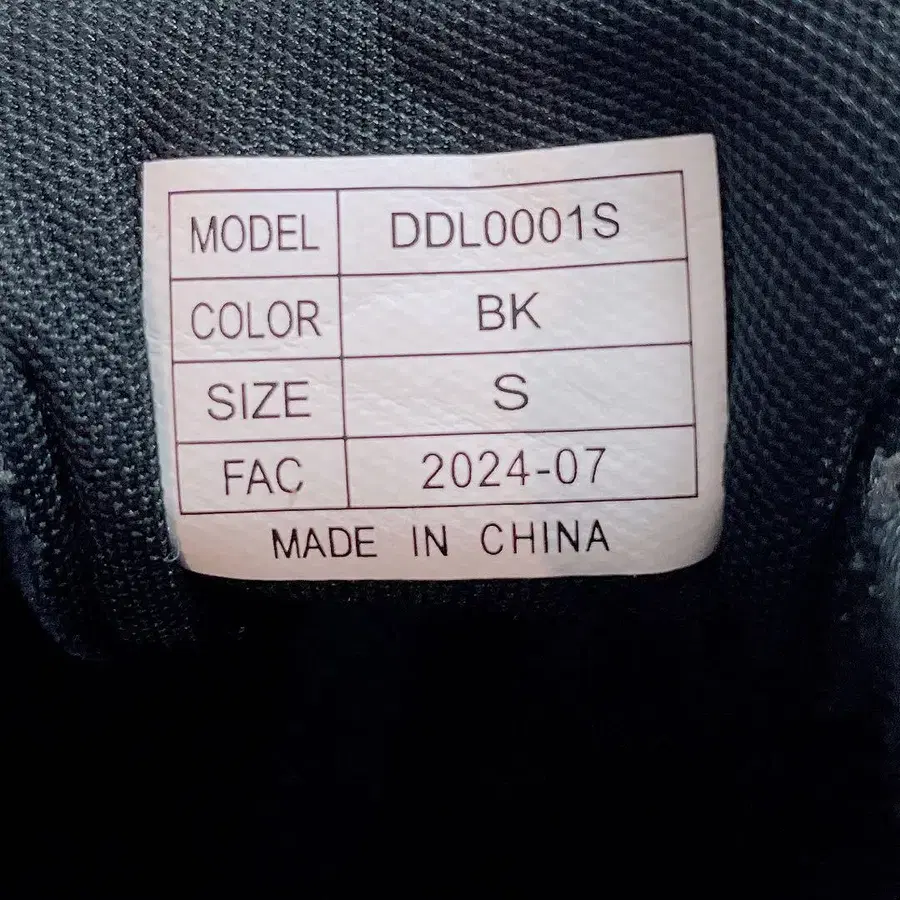 MODEL DDL0001S
COLOR BK
SIZE S
FAC 2024-07
MADE IN CHINA